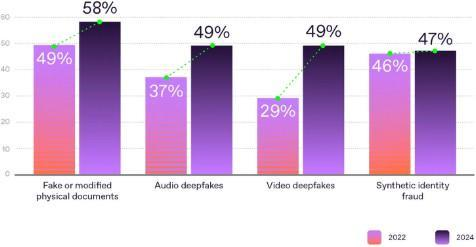 60
50
40
30
20
10
0
49%
58%
37%
49%
29%
49%
46%
47%
Fake or modified
physical documents
Audio deepfakes
Video deepfakes
Synthetic identity
fraud
2022
2024